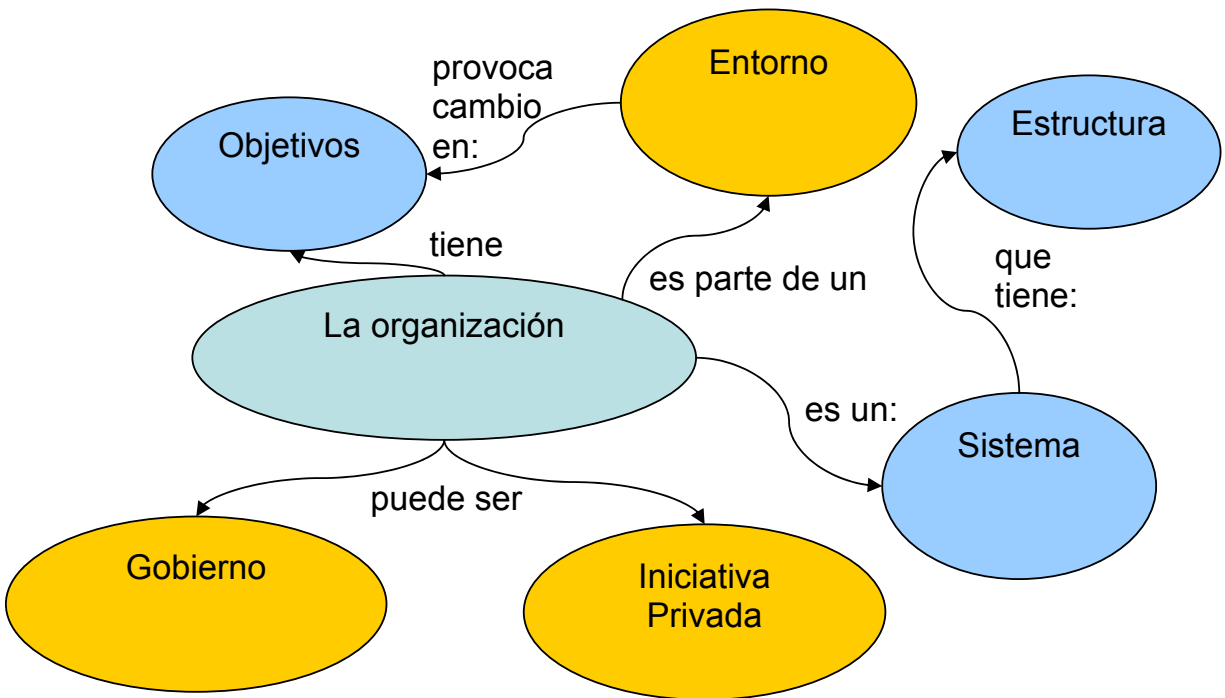 provoca
cambio
en:
Entorno
Estructura
Objetivos
tiene
es parte de un
que
tiene:
La organización
es un:
Sistema
puede ser
Gobierno
Iniciativa
Privada